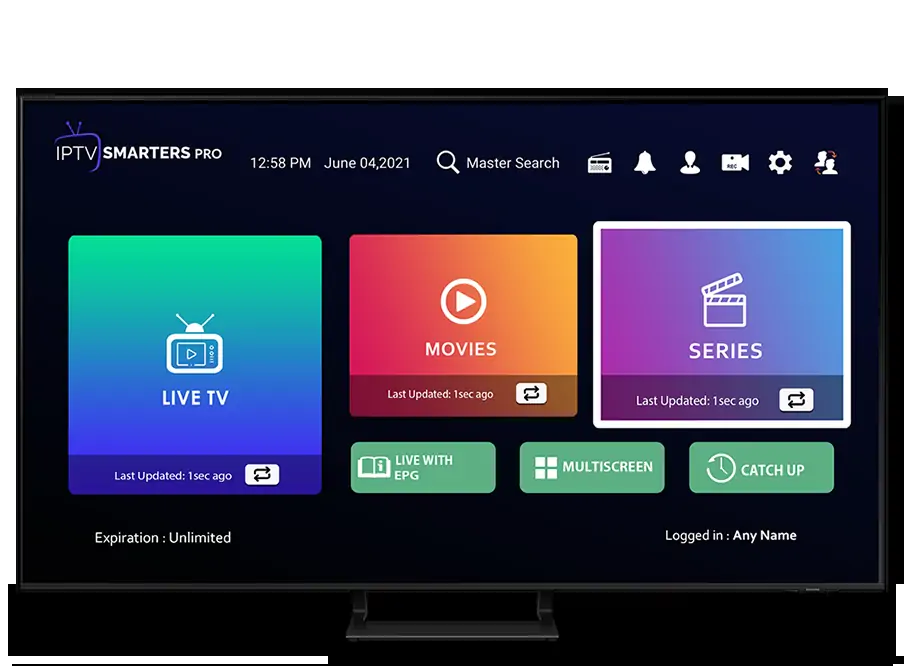 IPTV SMARTERS PRO
12:58 PM June 04,2021 Master Search
REC
LIVE TV
Last Updated: 1sec ago
MOVIES
Last Updated: 1sec ago
SERIES
Last Updated: 1sec ago
LIVE WITH
EPG
MULTISCREEN
CATCH UP
Expiration : Unlimited
Logged in : Any Name